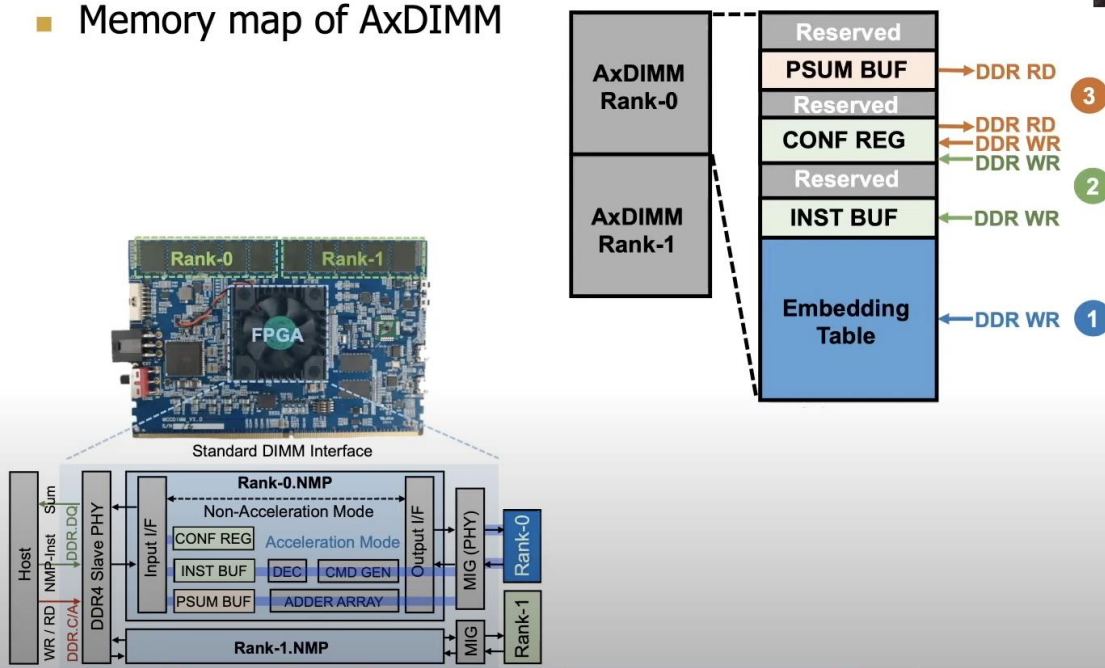 Memory map of AxDIMM
AxDIMM
Rank-0
AxDIMM
Rank-1
Reserved
PSUM BUF
DDR RD
3
Reserved
CONF REG
DDR RD
DDR WR
DDR WR
Reserved
2
INST BUF
DDR WR
Embedding
Table
DDR WR
1
Rank-0
Rank-1
FPGA
Standard DIMM Interface
Host
Sum
NMP-Inst
WR / RD
DDR.DQ
DDR.C/A
DDR4 Slave PHY
Rank-0.NMP
Input I/F
Non-Acceleration Mode
CONF REG
Acceleration Mode
INST BUF
DEC
CMD GEN
PSUM BUF
ADDER ARRAY
Output I/F
MIG (PHY)
Rank-0
Rank-1.NMP
MIG
Rank-1